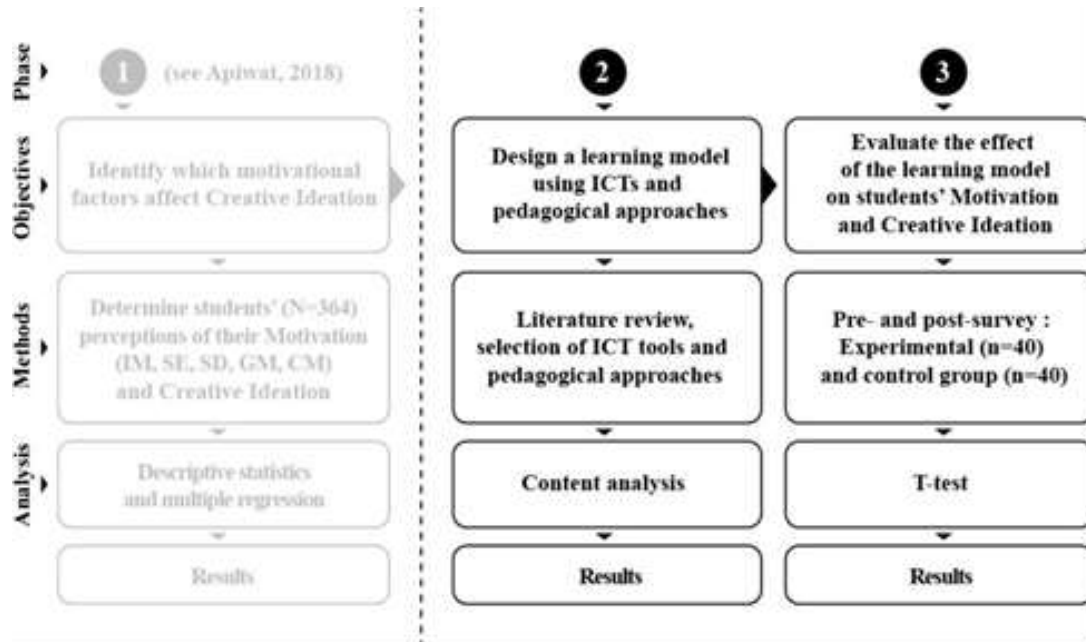 Phase
1
(see Apiwat, 2018)
2
3
Objectives
Identify which motivational
factors affect Creative Ideation
Design a learning model
using ICTs and
pedagogical approaches
Evaluate the effect
of the learning model
on students' Motivation
and Creative Ideation
Methods
Determine students' (N=364)
perceptions of their Motivation
(IM, SE, SD, GM, CM)
and Creative Ideation
Literature review,
selection of ICT tools and
pedagogical approaches
Pre- and post-survey :
Experimental (n=40)
and control group (n=40)
Analysis
Descriptive statistics
and multiple regression
Content analysis
T-test
Results
Results
Results